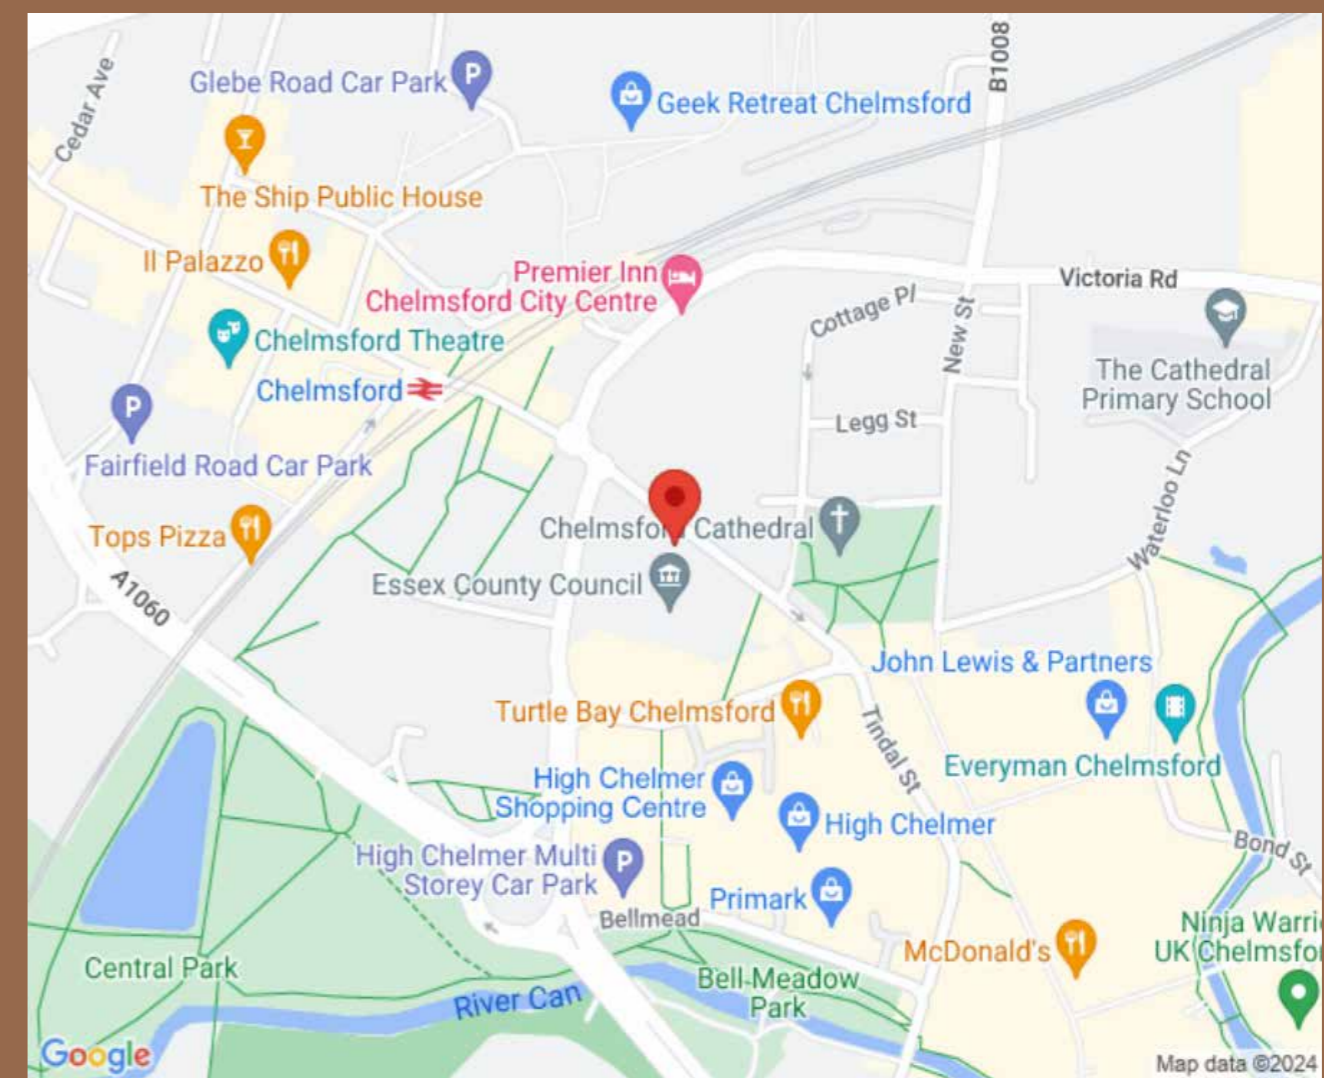 B1008
Cedar Ave
Glebe Road Car Park
P
Geek Retreat Chelmsford
The Ship Public House
Il Palazzo
Premier Inn
Chelmsford City Centre
Victoria Rd
Cottage Pl
New St
Chelmsford Theatre
Chelmsford
The Cathedral
Primary School
P
Legg St
Fairfield Road Car Park
Waterloo Ln
Tops Pizza
Chelmsford Cathedral
A1060
Essex County Council
John Lewis & Partners
Turtle Bay Chelmsford
Tindal St
Everyman Chelmsford
High Chelmer
Shopping Centre
High Chelmer
Bond St
High Chelmer Multi
Storey Car Park
P
Primark
Bellmead
McDonald's
Ninja Warri
UK Chelmsfor
Central Park
Bell Meadow
Park
River Can
Google
Map data ©2024